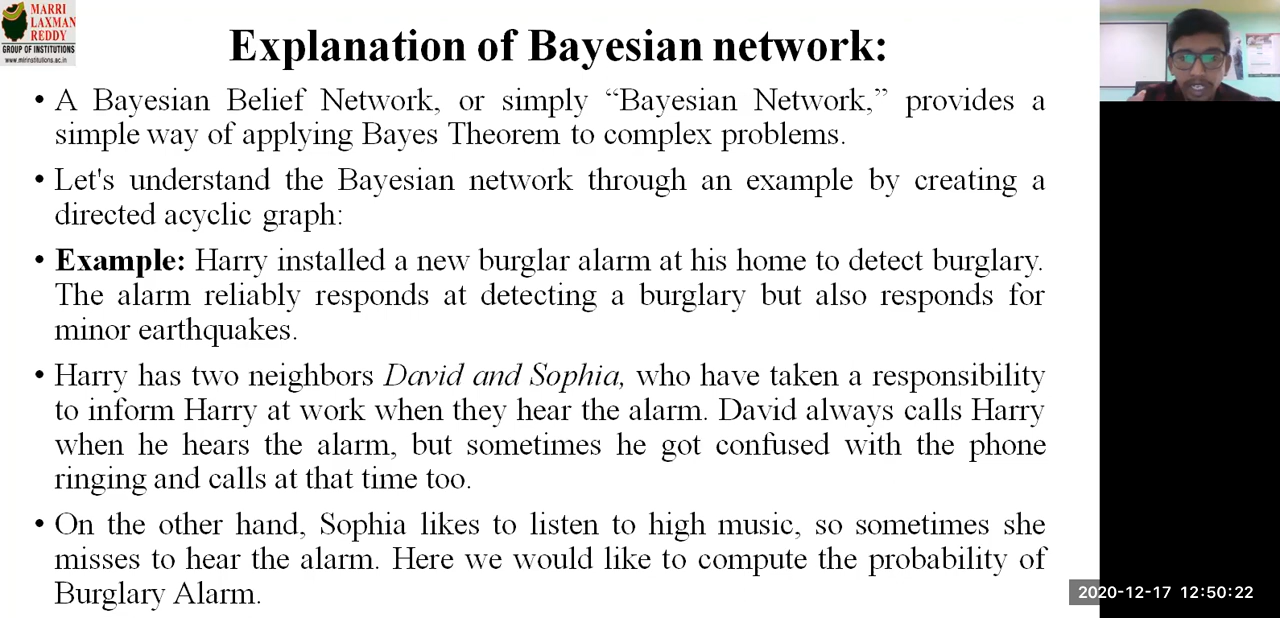 MARRI
LAXMAN
REDDY
GROUP OF INSTITUTIONS
www.mlrinstitutions.ac.in
Explanation of Bayesian network:
• A Bayesian Belief Network, or simply “Bayesian Network,” provides a
simple way of applying Bayes Theorem to complex problems.
• Let's understand the Bayesian network through an example by creating a
directed acyclic graph:
• Example: Harry installed a new burglar alarm at his home to detect burglary.
The alarm reliably responds at detecting a burglary but also responds for
minor earthquakes.
• Harry has two neighbors David and Sophia, who have taken a responsibility
to inform Harry at work when they hear the alarm. David always calls Harry
when he hears the alarm, but sometimes he got confused with the phone
ringing and calls at that time too.
• On the other hand, Sophia likes to listen to high music, so sometimes she
misses to hear the alarm. Here we would like to compute the probability of
Burglary Alarm.
2020-12-17 12:50:22